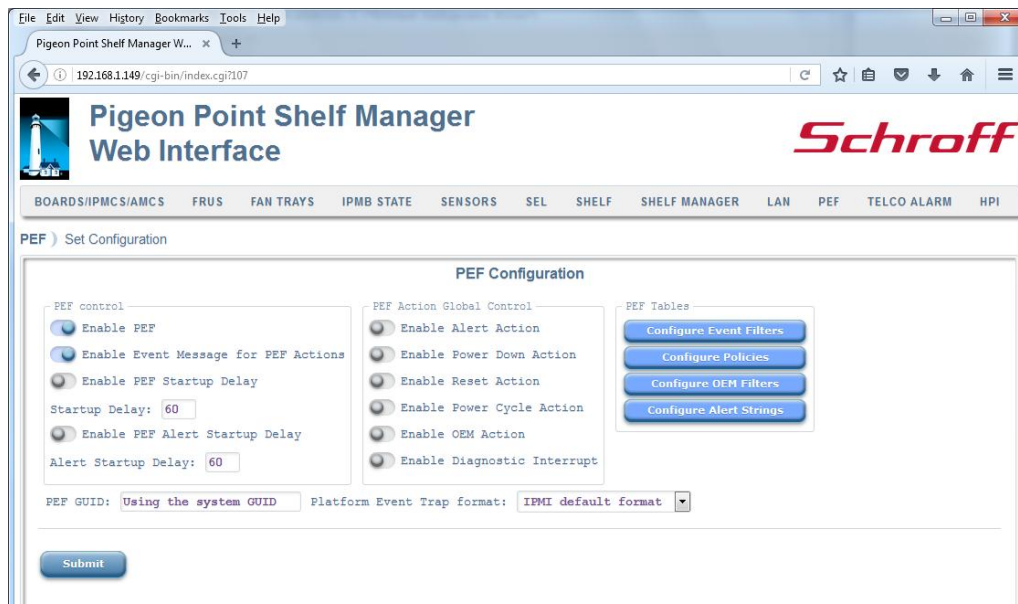 File Edit View History Bookmarks Tools Help
Pigeon Point Shelf Manager W... × +
192.168.1.149/cgi-bin/index.cgi?107
Pigeon Point Shelf Manager
Web Interface
Schroff
BOARDS/IPMCS/AMCS FRUS FAN TRAYS IPMB STATE SENSORS SEL SHELF SHELF MANAGER LAN PEF TELCO ALARM HPI
PEF ) Set Configuration
PEF Configuration
PEF control
Enable PEF
Enable Event Message for PEF Actions
Enable PEF Startup Delay
Startup Delay: 60
Enable PEF Alert Startup Delay
Alert Startup Delay: 60
PEF Action Global Control
Enable Alert Action
Enable Power Down Action
Enable Reset Action
Enable Power Cycle Action
Enable OEM Action
Enable Diagnostic Interrupt
PEF Tables
Configure Event Filters
Configure Policies
Configure OEM Filters
Configure Alert Strings
PEF GUID: Using the system GUID Platform Event Trap format: IPMI default format
Submit